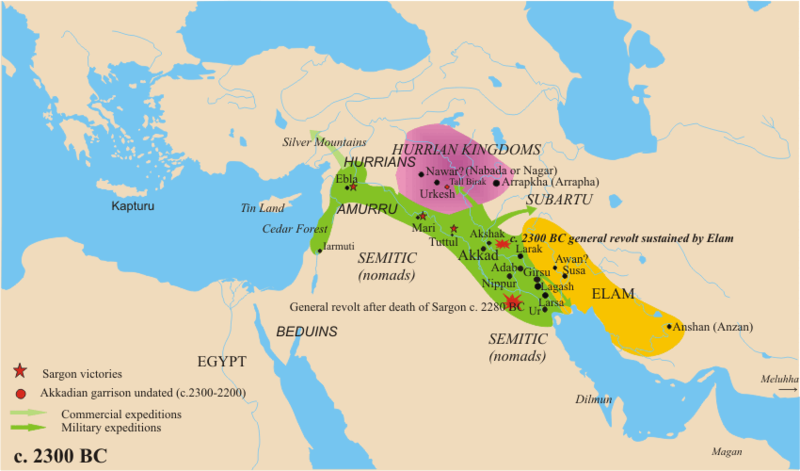 Silver Mountains
HURRIAN KINGDOMS
HURRIANS
Nawar? (Nabada or Nagar)
Ebla
Tall Birak
Arrapkha (Arrapha)
Urkesh
SUBARTU
Kapturu
Tin Land
AMURRU
Cedar Forest
Mari
Tuttul
Akshak
c. 2300 BC general revolt sustained by Elam
Iarmuti
Akkad
Larak
SEMITIC
(nomads)
Awan?
Adab
Girsu
Susa
Nippur
Lagash
ELAM
General revolt after death of Sargon c. 2280 BC
Larsa
Ur
BEDUINS
Anshan (Anzan)
SEMITIC
(nomads)
EGYPT
Sargon victories
Akkadian garrison undated (c.2300-2200)
Commercial expeditions
Military expeditions
Meluhha
Dilmun
Magan
c. 2300 BC